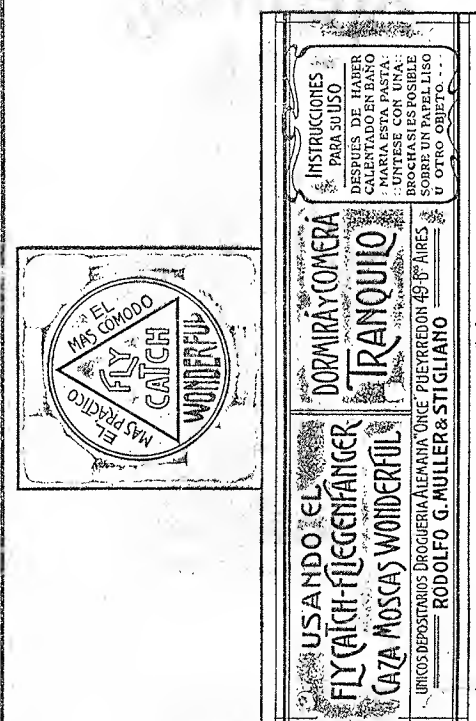 EL
MAS PRACTICO
EL
MAS COMODO
FLY
CATCH
WONDERFUL
USANDO EL
FLY CATCH-FLIEGENFÄNGER
CAZA MOSCAS WONDERFUL
DORMIRÁ Y COMERÁ
TRANQUILO
UNICOS DEPOSITARIOS DROGUERIA ALEMANA "ONCE" PUEYRREDON 49-Bs AIRES
RODOLFO G. MULLER & STIGLIANO
INSTRUCCIONES
PARA SU USO
DESPUES DE HABER
CALENTADO EN BAÑO
MARIA ESTA PASTA
UNTESE CON UNA
BROCHA SI ES POSIBLE
SOBRE UN PAPEL LISO
U OTRO OBJETO. - - -